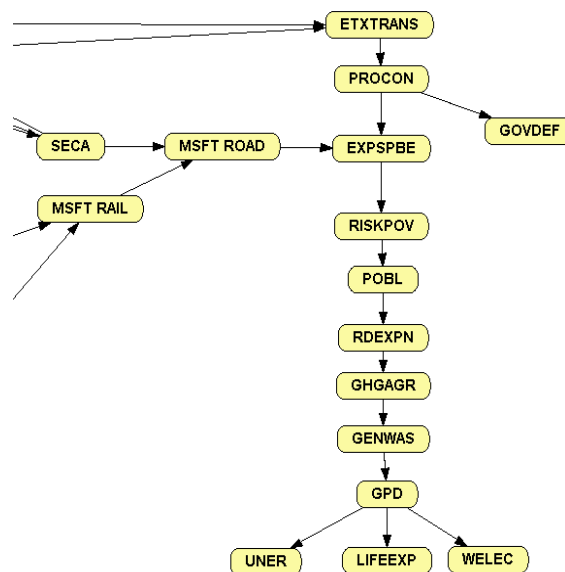 ETXTRANS
PROCON
GOVDEF
SECA
MSFT ROAD
EXPSPBE
MSFT RAIL
RISKPOV
POBL
RDEXPN
GHGAGR
GENWAS
GPD
UNER
LIFEEXP
WELEC